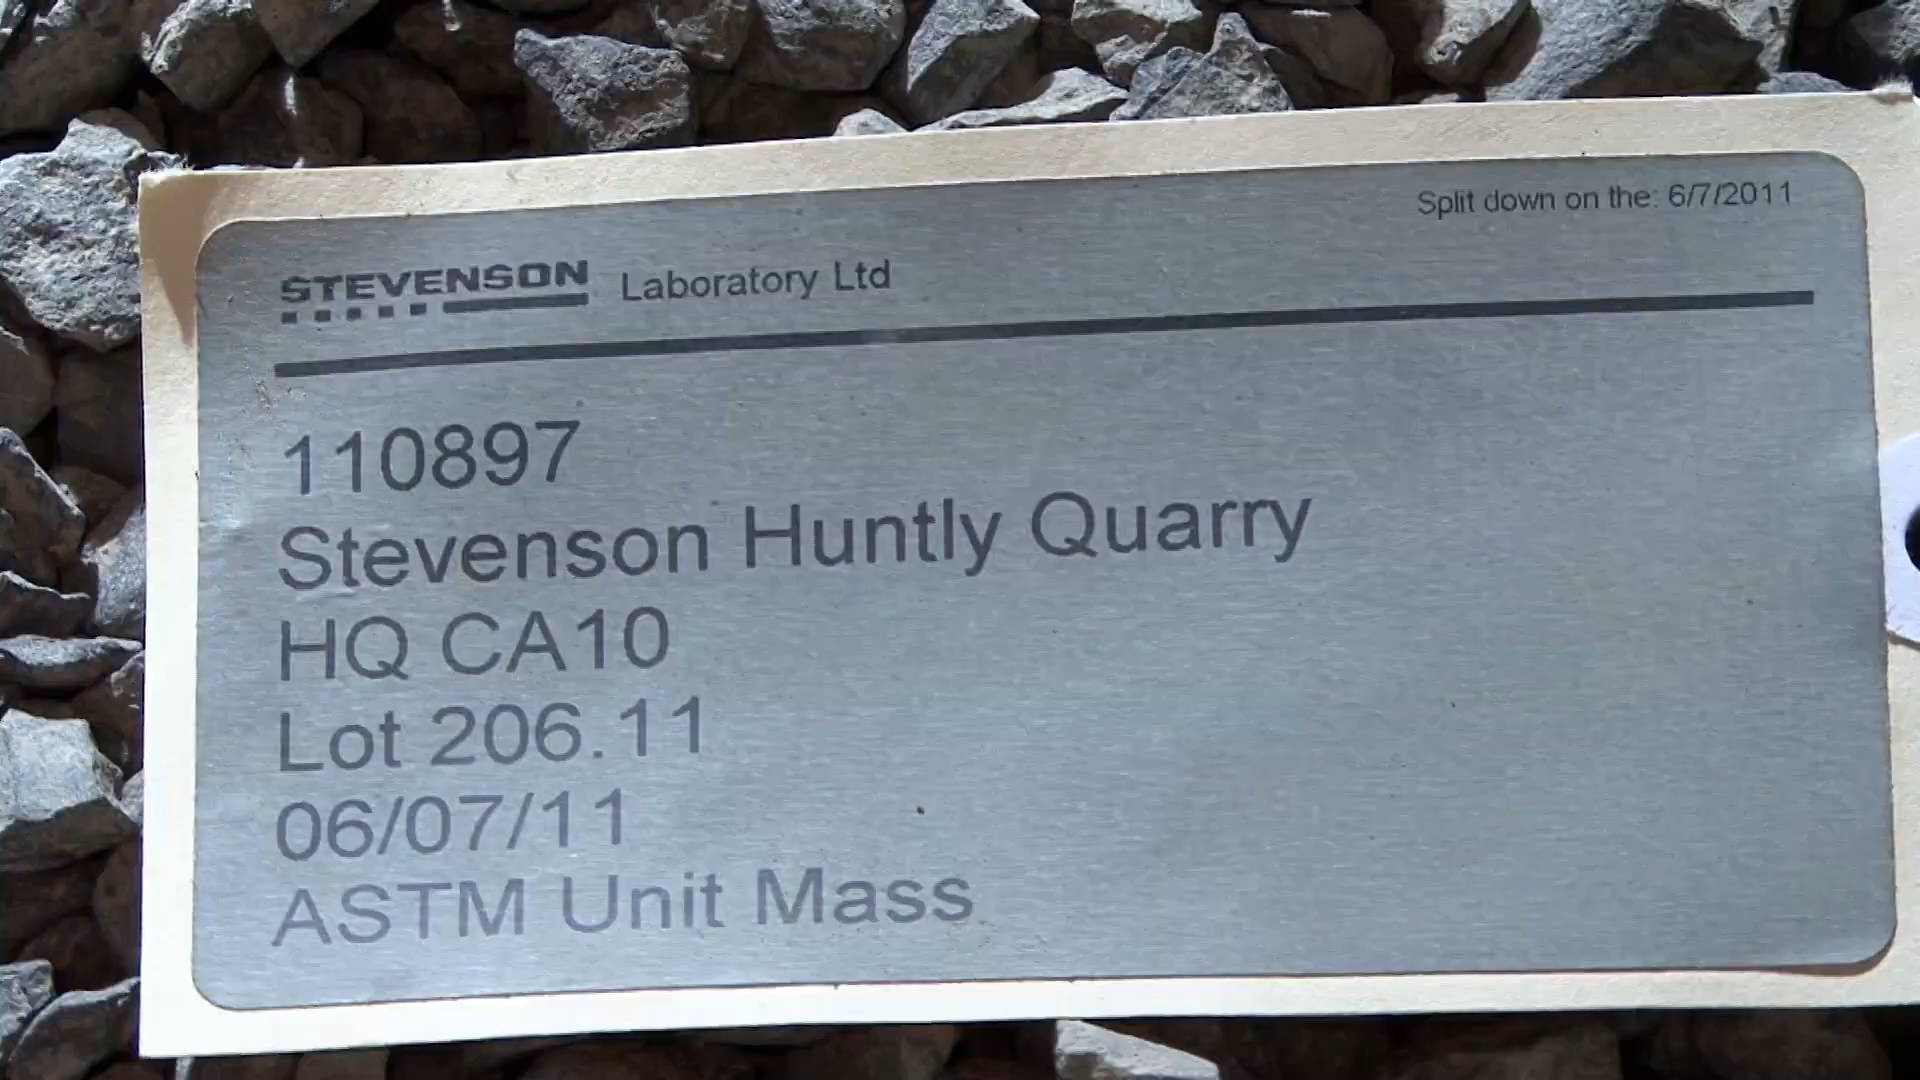 Split down on the: 6/7/2011
STEVENSON Laboratory Ltd
110897
Stevenson Huntly Quarry
HQ CA10
Lot 206.11
06/07/11
ASTM Unit Mass